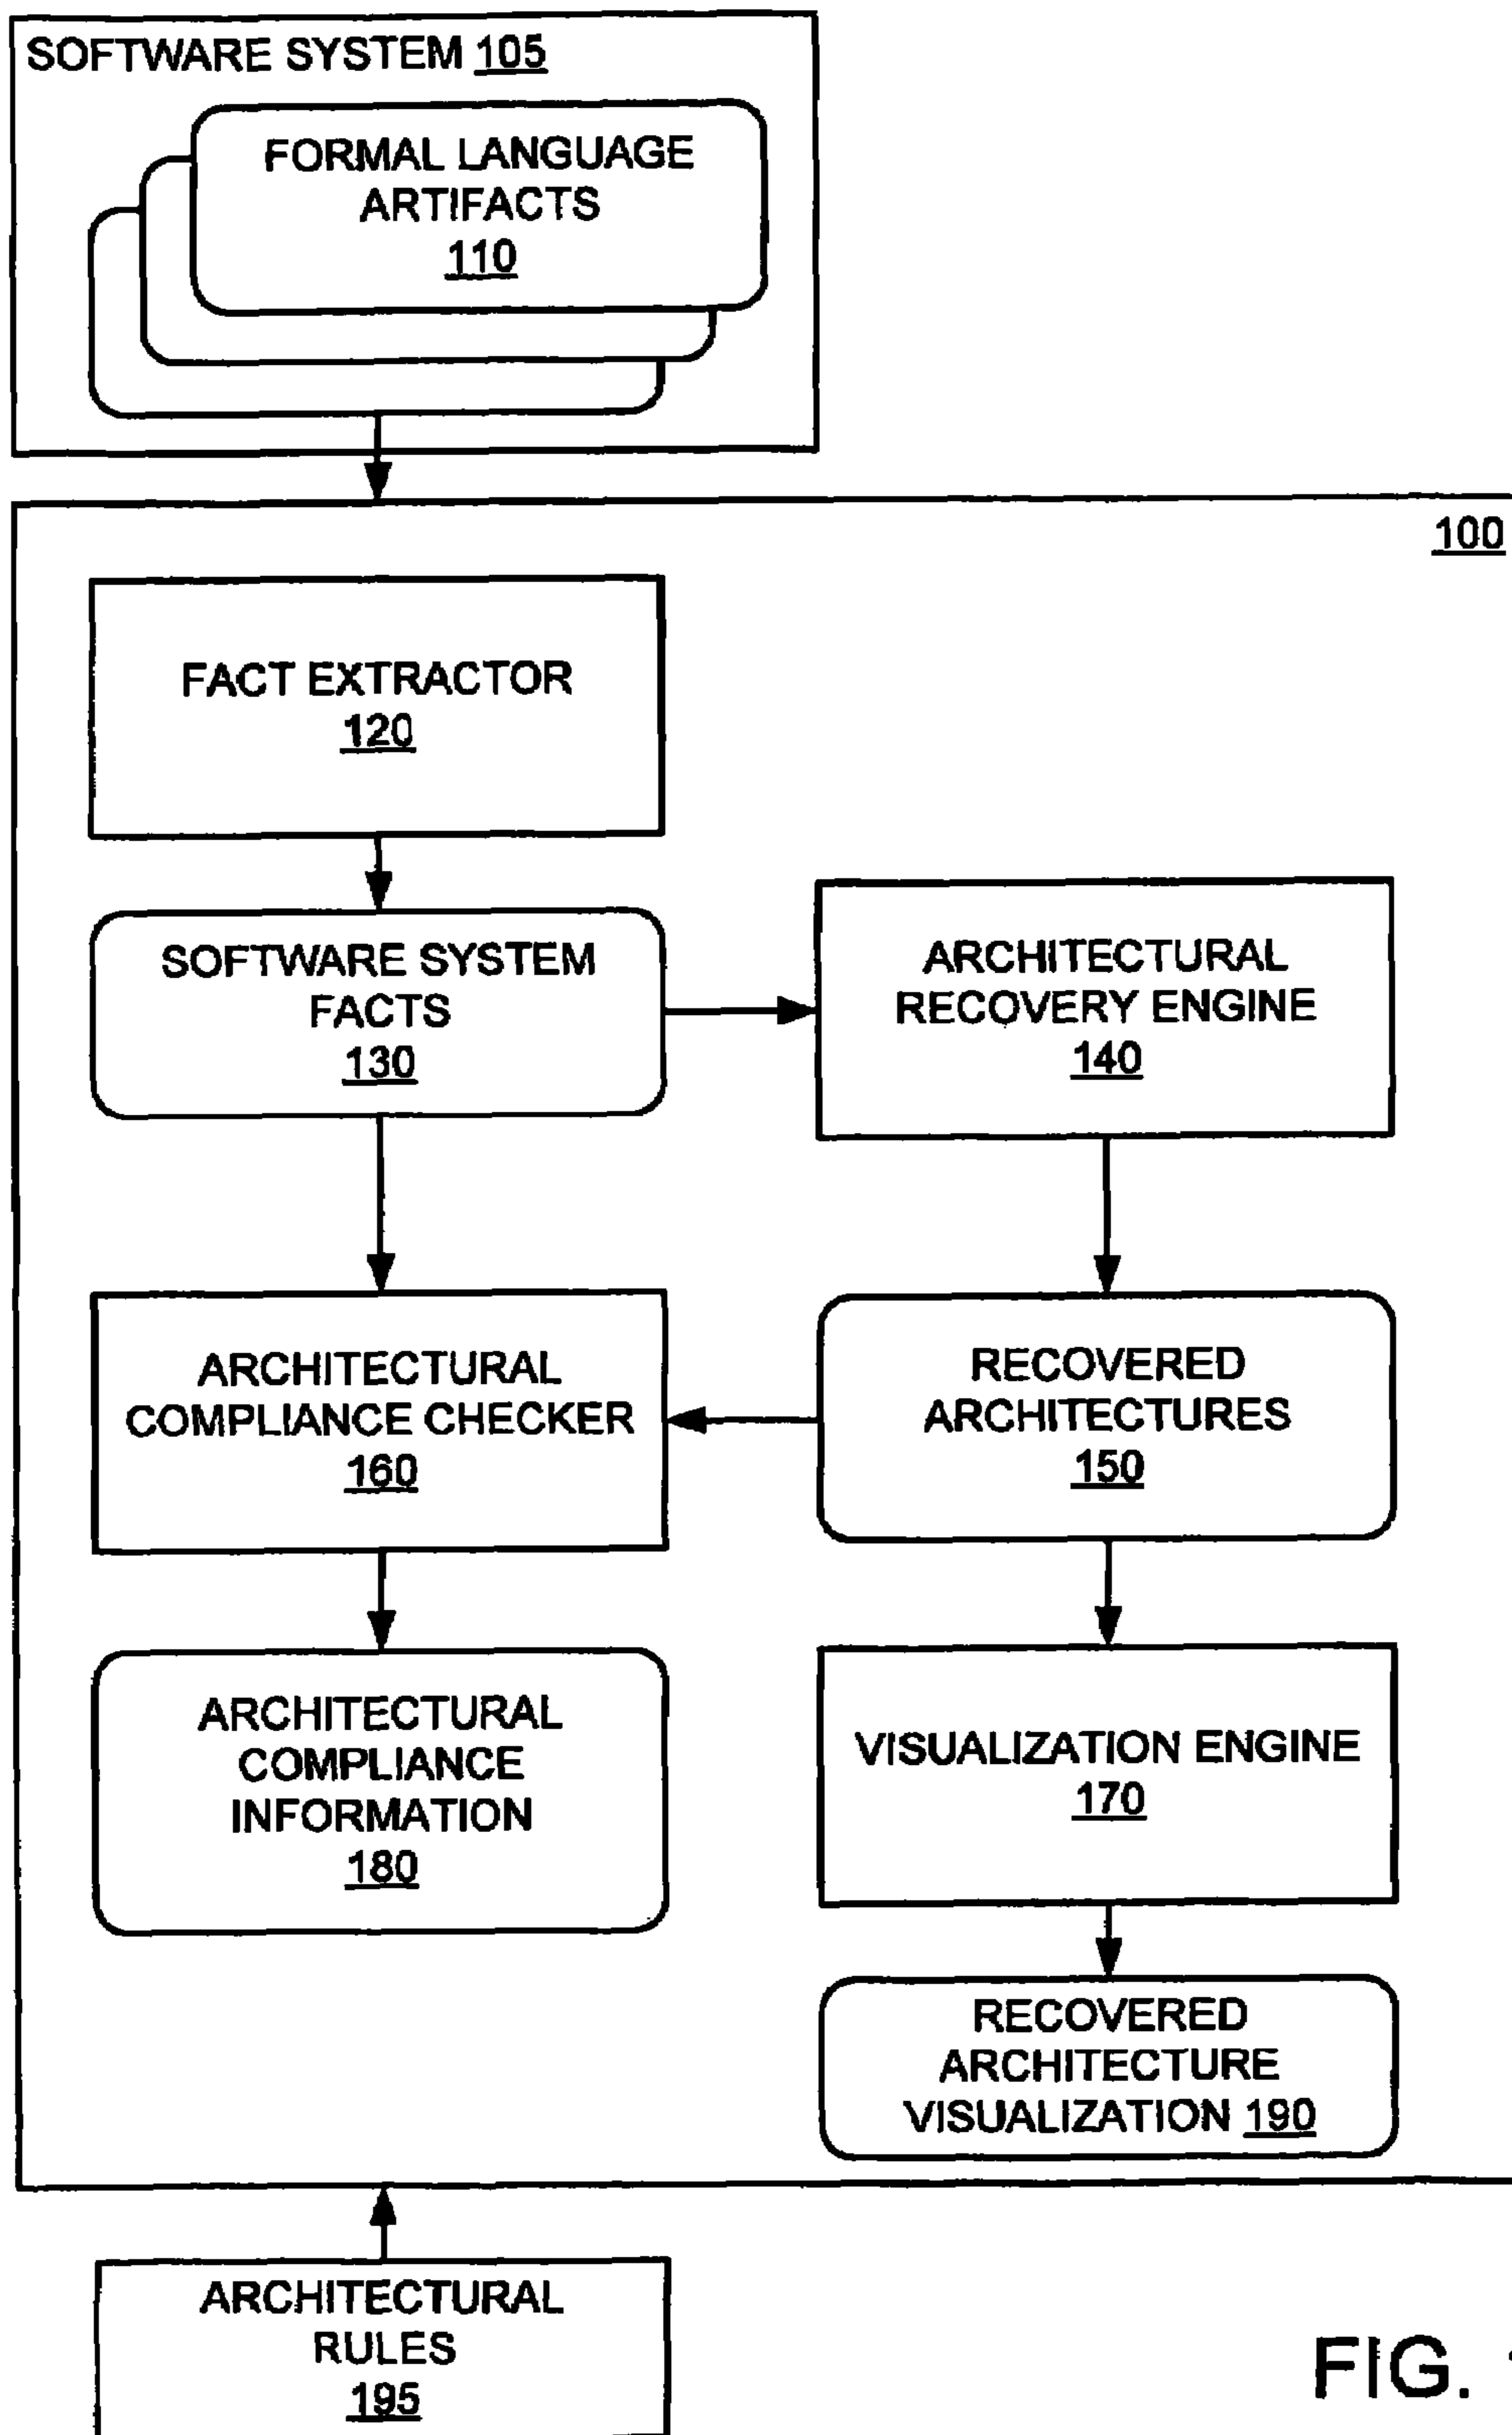 SOFTWARE SYSTEM 105
FORMAL LANGUAGE
ARTIFACTS
110
100
FACT EXTRACTOR
120
SOFTWARE SYSTEM
FACTS
130
ARCHITECTURAL
RECOVERY ENGINE
140
ARCHITECTURAL
COMPLIANCE CHECKER
160
RECOVERED
ARCHITECTURES
150
ARCHITECTURAL
COMPLIANCE
INFORMATION
180
VISUALIZATION ENGINE
170
RECOVERED
ARCHITECTURE
VISUALIZATION 190
ARCHITECTURAL
RULES
195
FIG.